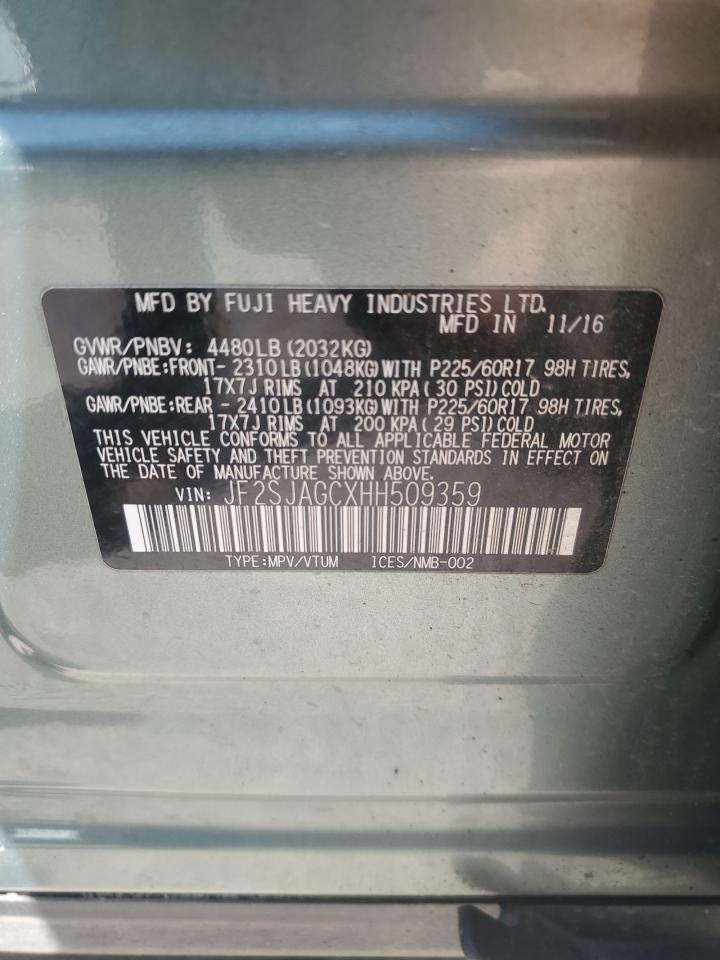 MFD BY FUJI HEAVY INDUSTRIES LTD.
MFD IN 11/16
GVWR/PNBV: 4480LB (2032KG)
GAWR/PNBE:FRONT- 2310LB (1048KG) WITH P225/60R17 98H TIRES,
17X7J RIMS AT 210 KPA ( 30 PSI) COLD
GAWR/PNBE:REAR - 2410LB (1093KG) WITH P225/60R17 98H TIRES,
17X7J RIMS AT 200 KPA ( 29 PSI) COLD
THIS VEHICLE CONFORMS TO ALL APPLICABLE FEDERAL MOTOR
VEHICLE SAFETY AND THEFT PREVENTION STANDARDS IN EFFECT ON
THE DATE OF MANUFACTURE SHOWN ABOVE.
VIN: JF2SJAGCXHH509359
TYPE:MPV/VTUM ICES/NMB-002